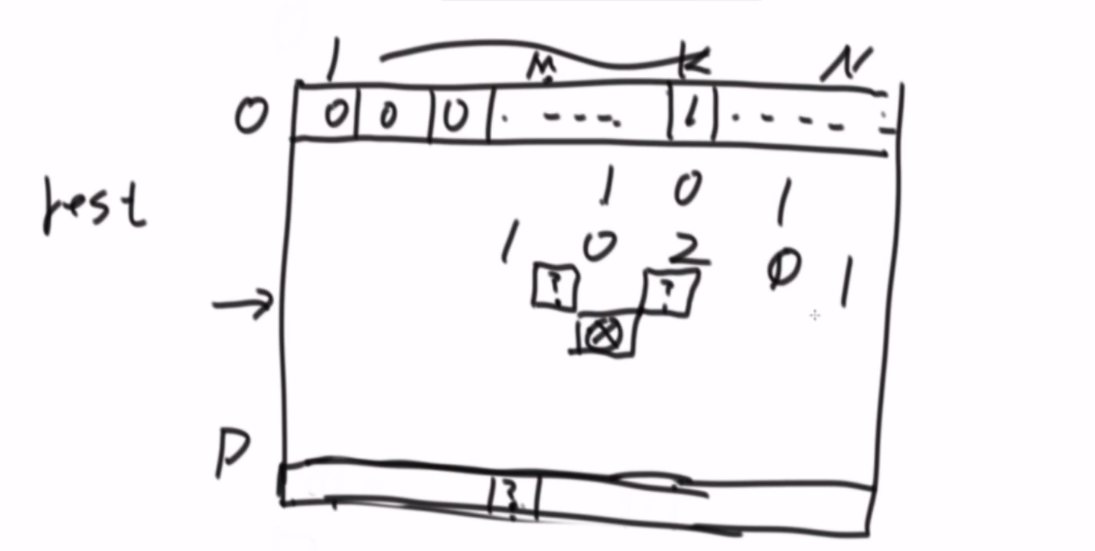 1 M K N
0 0 0 0 . - - - . 1 . - - - -
1 0 1
rest
1 0 2 0 1
? ?
X
P
?